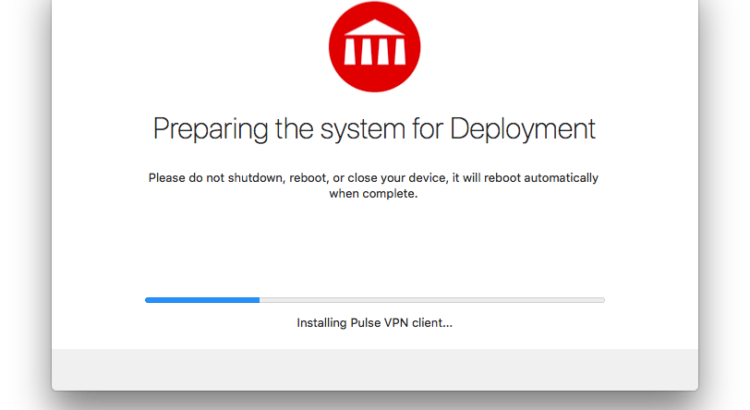 Preparing the system for Deployment
Please do not shutdown, reboot, or close your device, it will reboot automatically
when complete.
Installing Pulse VPN client...